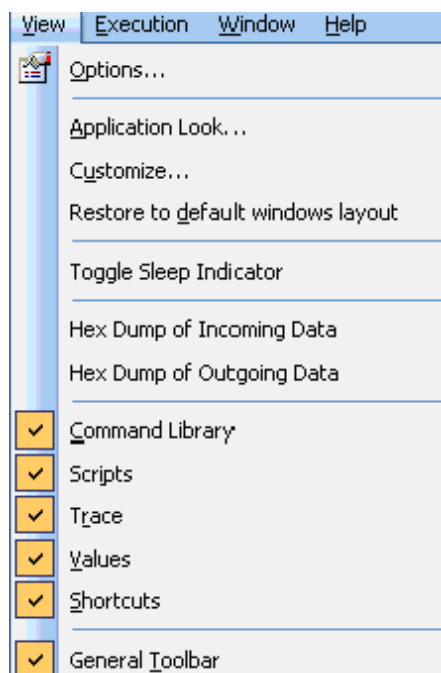 View Execution Window Help
Options...
Application Look...
Customize...
Restore to default windows layout
Toggle Sleep Indicator
Hex Dump of Incoming Data
Hex Dump of Outgoing Data
Command Library
Scripts
Trace
Values
Shortcuts
General Toolbar